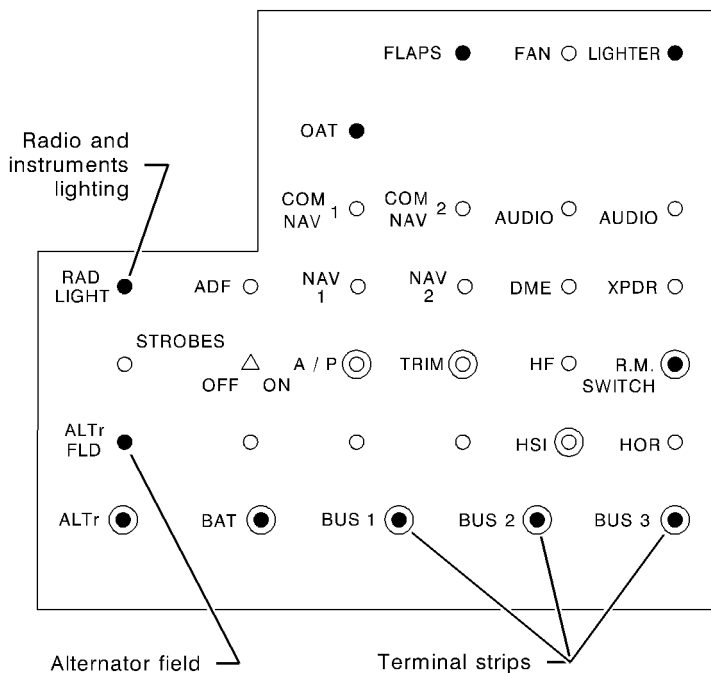 FLAPS FAN LIGHTER
OAT
Radio and
instruments
lighting
COM
NAV 1
COM
NAV 2
AUDIO
AUDIO
RAD
LIGHT
ADF
NAV
1
NAV
2
DME
XPDR
STROBES
OFF ON
A / P
TRIM
HF
R.M.
SWITCH
ALTr
FLD
HSI
HOR
ALTr
BAT
BUS 1
BUS 2
BUS 3
Alternator field
Terminal strips